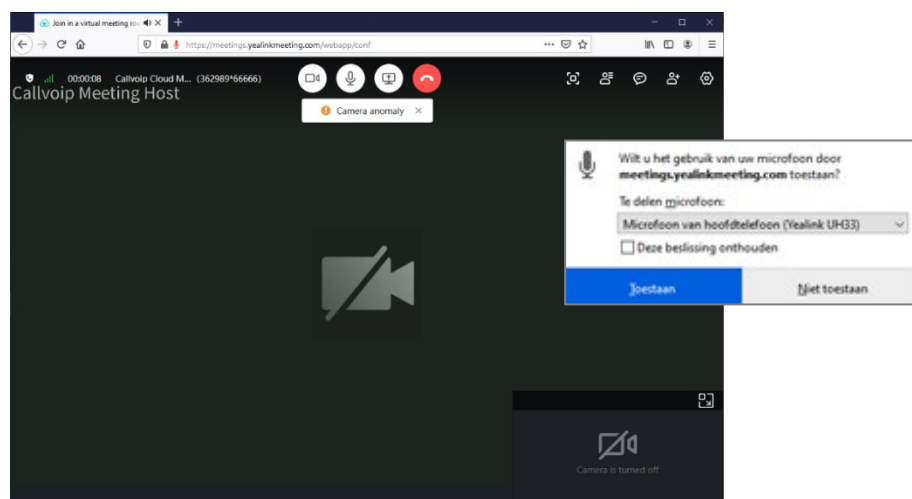 Join in a virtual meeting roo
https://meetings.yealinkmeeting.com/webapp/conf
00:00:08 Callvoip Cloud M... (362989*66666)
Callvoip Meeting Host
Camera anomaly
Wilt u het gebruik van uw microfoon door
meetings.yealinkmeeting.com toestaan?
Te delen microfoon:
Microfoon van hoofdtelefoon (Yealink UH33)
Deze beslissing onthouden
Toestaan
Niet toestaan
Camera is turned off